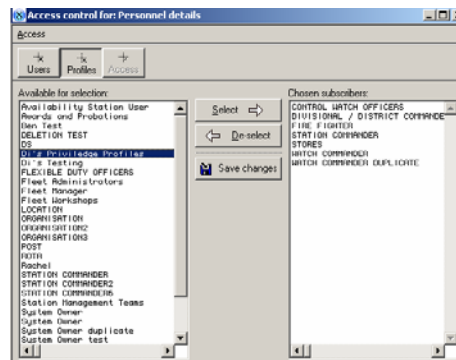 Access control for: Personnel details
Access
Users
Profiles
Access
Available for selection:
Availability Station User
Awards and Probations
Ben Test
DELETION TEST
DS
Di's Priviledge Profiles
Di's Testing
FLEXIBLE DUTY OFFICERS
Fleet Administrators
Fleet Manager
Fleet Workshops
LOCATION
ORGANISATION
ORGANISATION2
ORGANISATION3
POST
ROTA
Rachel
STATION COMMANDER
STATION COMMANDER2
STATION COMMANDER6
Station Management Teams
System Owner
System Owner
System Owner duplicate
System Owner test
Select
De-select
Save changes
Chosen subscribers:
CONTROL WATCH OFFICERS
DIVISIONAL / DISTRICT COMMANDE
FIRE FIGHTER
STATION COMMANDER
STORES
WATCH COMMANDER
WATCH COMMANDER DUPLICATE